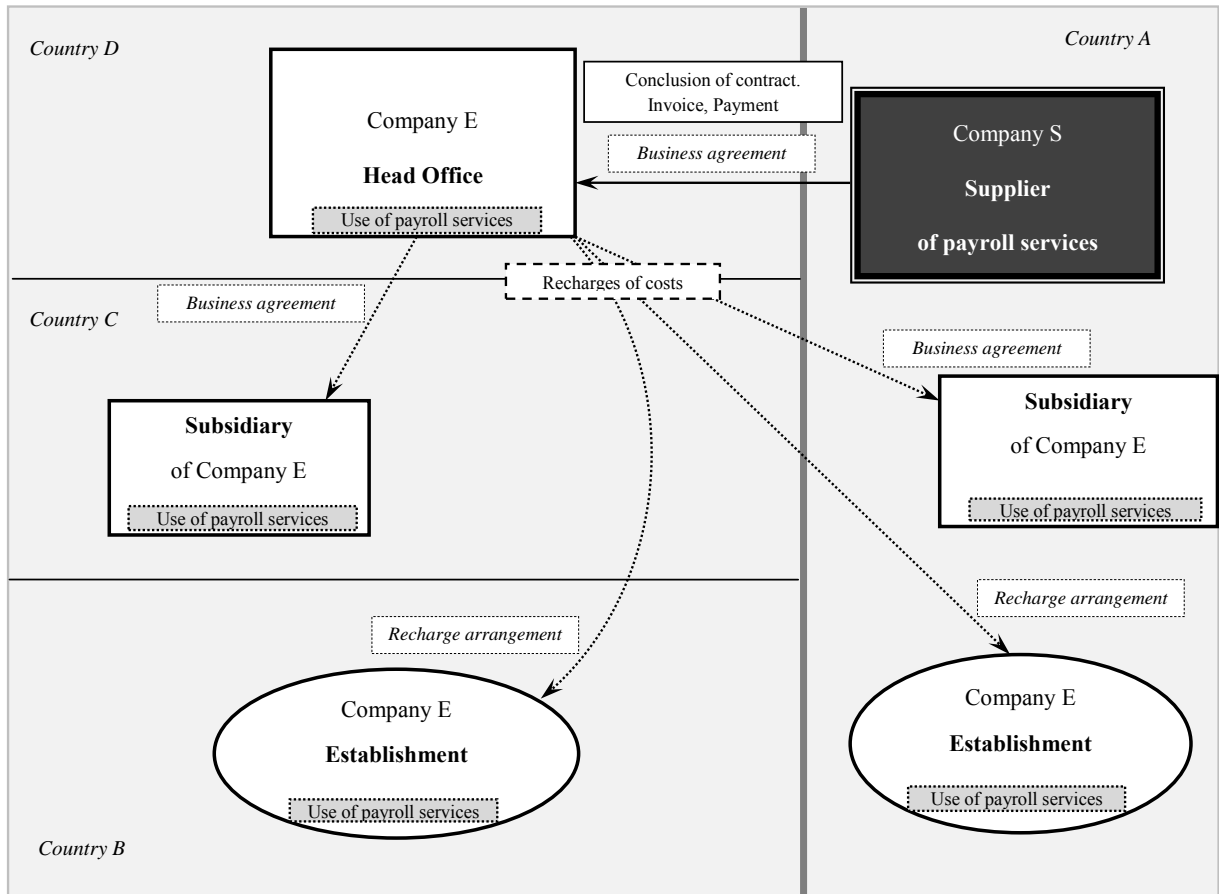 Country D
Country A
Conclusion of contract.
Invoice, Payment
Company E
Head Office
Use of payroll services
Business agreement
Company S
Supplier
of payroll services
Recharges of costs
Business agreement
Country C
Business agreement
Subsidiary
of Company E
Use of payroll services
Subsidiary
of Company E
Use of payroll services
Recharge arrangement
Recharge arrangement
Company E
Establishment
Use of payroll services
Company E
Establishment
Use of payroll services
Country B